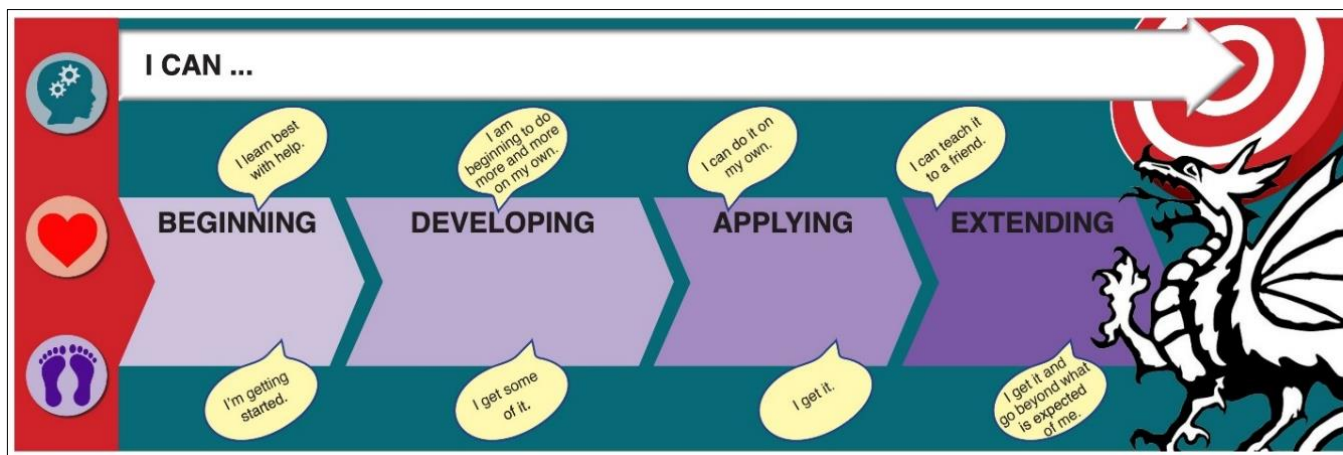 I CAN ...
I learn best
with help.
I am
beginning to do
more and more
on my own.
I can do it on
my own.
I can teach it
to a friend.
BEGINNING
DEVELOPING
APPLYING
EXTENDING
I'm getting
started.
I get some
of it.
I get it.
I get it and
go beyond what
is expected
of me.